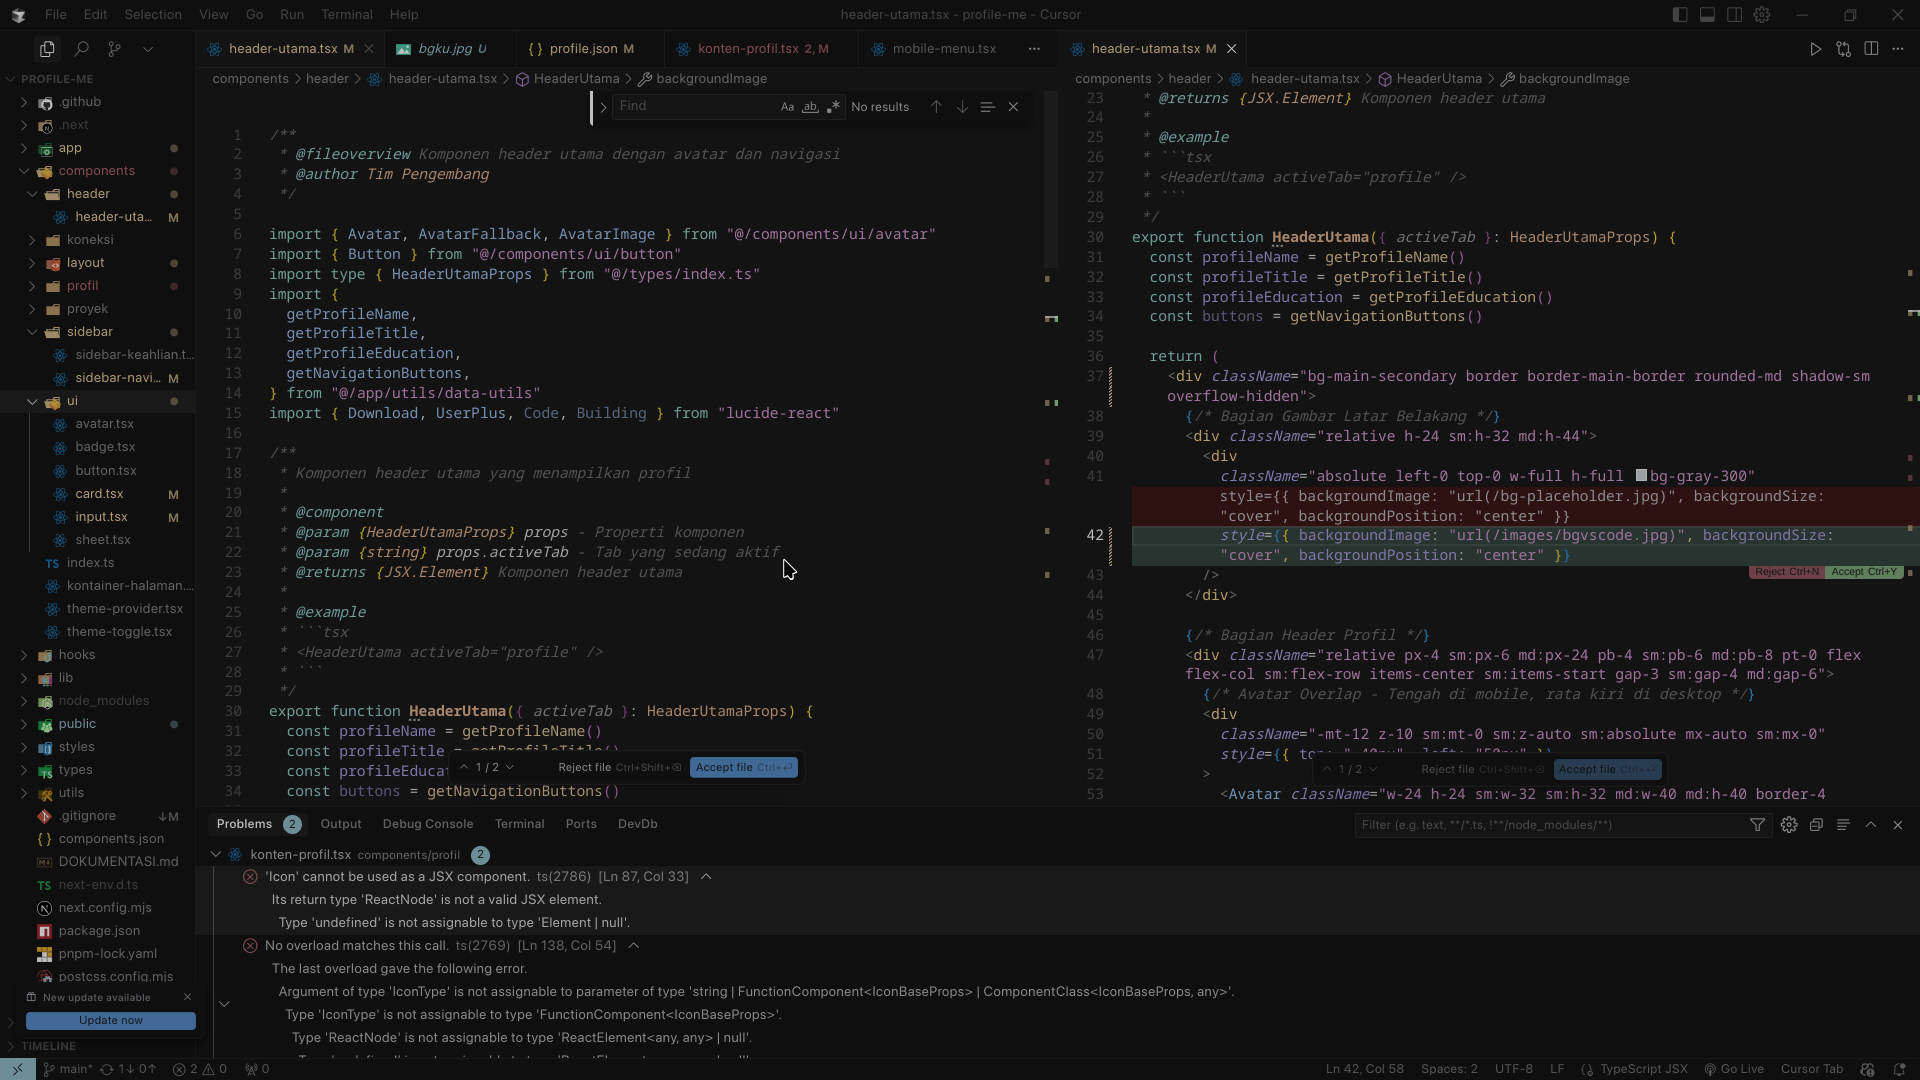 File Edit Selection View Go Run Terminal Help
header-utama.tsx - profile-me - Cursor
header-utama.tsx M
bgku.jpg U
{ } profile.json M
konten-profil.tsx 2, M
mobile-menu.tsx
header-utama.tsx M
PROFILE-ME
.github
.next
app
components
header
header-uta... M
koneksi
layout
profil
proyek
sidebar
sidebar-keahlian.t...
sidebar-navi... M
ui
avatar.tsx
badge.tsx
button.tsx
card.tsx M
input.tsx M
sheet.tsx
TS index.ts
kontainer-halaman....
theme-provider.tsx
theme-toggle.tsx
hooks
lib
node_modules
public
styles
types
utils
.gitignore ↓M
{ } components.json
DOKUMENTASI.md
TS next-env.d.ts
next.config.mjs
package.json
pnpm-lock.yaml
postcss.config.mjs
New update available
Update now
TIMELINE
components > header > header-utama.tsx > HeaderUtama > backgroundImage
Find Aa ab .* No results
1 /**
2 * @fileoverview Komponen header utama dengan avatar dan navigasi
3 * @author Tim Pengembang
4 */
5
6 import { Avatar, AvatarFallback, AvatarImage } from "@/components/ui/avatar"
7 import { Button } from "@/components/ui/button"
8 import type { HeaderUtamaProps } from "@/types/index.ts"
9 import {
10 getProfileName,
11 getProfileTitle,
12 getProfileEducation,
13 getNavigationButtons,
14 } from "@/app/utils/data-utils"
15 import { Download, UserPlus, Code, Building } from "lucide-react"
16
17 /**
18 * Komponen header utama yang menampilkan profil
19 *
20 * @component
21 * @param {HeaderUtamaProps} props - Properti komponen
22 * @param {string} props.activeTab - Tab yang sedang aktif
23 * @returns {JSX.Element} Komponen header utama
24 *
25 * @example
26 * ```tsx
27 * <HeaderUtama activeTab="profile" />
28 * ```
29 */
30 export function HeaderUtama({ activeTab }: HeaderUtamaProps) {
31 const profileName = getProfileName()
32 const profileTitle = getProfileTitle()
33 const profileEducat
34 const buttons = getNavigationButtons()
1 / 2 Reject file Ctrl+Shift+⌫ Accept file Ctrl+⏎
components > header > header-utama.tsx > HeaderUtama > backgroundImage
23 * @returns {JSX.Element} Komponen header utama
24 *
25 * @example
26 * ```tsx
27 * <HeaderUtama activeTab="profile" />
28 * ```
29 */
30 export function HeaderUtama({ activeTab }: HeaderUtamaProps) {
31 const profileName = getProfileName()
32 const profileTitle = getProfileTitle()
33 const profileEducation = getProfileEducation()
34 const buttons = getNavigationButtons()
35
36 return (
37 <div className="bg-main-secondary border border-main-border rounded-md shadow-sm
overflow-hidden">
38 {/* Bagian Gambar Latar Belakang */}
39 <div className="relative h-24 sm:h-32 md:h-44">
40 <div
41 className="absolute left-0 top-0 w-full h-full bg-gray-300"
style={{ backgroundImage: "url(/bg-placeholder.jpg)", backgroundSize:
"cover", backgroundPosition: "center" }}
42 style={{ backgroundImage: "url(/images/bgvscode.jpg)", backgroundSize:
"cover", backgroundPosition: "center" }}
43 />
Reject Ctrl+N Accept Ctrl+Y
44 </div>
45
46 {/* Bagian Header Profil */}
47 <div className="relative px-4 sm:px-6 md:px-24 pb-4 sm:pb-6 md:pb-8 pt-0 flex
flex-col sm:flex-row items-center sm:items-start gap-3 sm:gap-4 md:gap-6">
48 {/* Avatar Overlap - Tengah di mobile, rata kiri di desktop */}
49 <div
50 className="-mt-12 z-10 sm:mt-0 sm:z-auto sm:absolute mx-auto sm:mx-0"
51 style={{ top: "-40px", left: "50px" }}
52 >
53 <Avatar className="w-24 h-24 sm:w-32 sm:h-32 md:w-40 md:h-40 border-4
1 / 2 Reject file Ctrl+Shift+⌫ Accept file Ctrl+⏎
Problems 2 Output Debug Console Terminal Ports DevDb
Filter (e.g. text, **/*.ts, !**/node_modules/**)
konten-profil.tsx components/profil 2
'Icon' cannot be used as a JSX component. ts(2786) [Ln 87, Col 33]
Its return type 'ReactNode' is not a valid JSX element.
Type 'undefined' is not assignable to type 'Element | null'.
No overload matches this call. ts(2769) [Ln 138, Col 54]
The last overload gave the following error.
Argument of type 'IconType' is not assignable to parameter of type 'string | FunctionComponent<IconBaseProps> | ComponentClass<IconBaseProps, any>'.
Type 'IconType' is not assignable to type 'FunctionComponent<IconBaseProps>'.
Type 'ReactNode' is not assignable to type 'ReactElement<any, any> | null'.
main* 1↓ 0↑ 2 0 0
Ln 42, Col 58 Spaces: 2 UTF-8 LF { } TypeScript JSX Go Live Cursor Tab